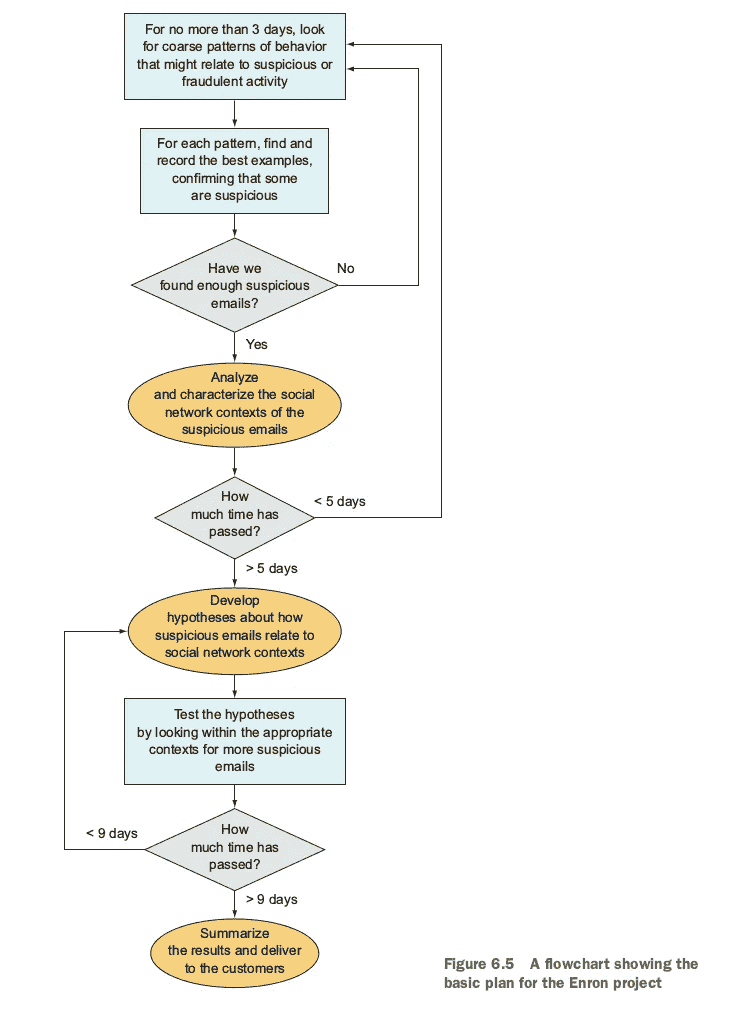 For no more than 3 days, look
for coarse patterns of behavior
that might relate to suspicious or
fraudulent activity
For each pattern, find and
record the best examples,
confirming that some
are suspicious
Have we
found enough suspicious
emails?
No
Yes
Analyze
and characterize the social
network contexts of the
suspicious emails
How
much time has
passed?
< 5 days
> 5 days
Develop
hypotheses about how
suspicious emails relate to
social network contexts
Test the hypotheses
by looking within the appropriate
contexts for more suspicious
emails
< 9 days
How
much time has
passed?
> 9 days
Summarize
the results and deliver
to the customers
Figure 6.5 A flowchart showing the
basic plan for the Enron project